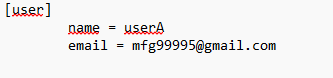 [user]
name = userA
email = mfg99995@gmail.com